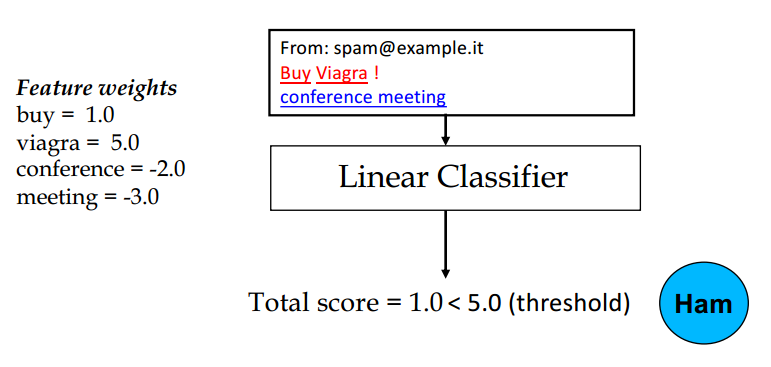 From: spam@example.it
Buy Viagra !
conference meeting
Feature weights
buy = 1.0
viagra = 5.0
conference = -2.0
meeting = -3.0
Linear Classifier
Total score = 1.0 < 5.0 (threshold)
Ham